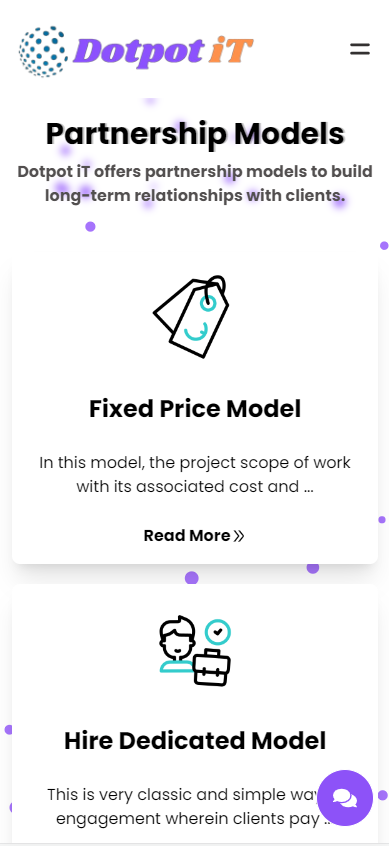 Dotpot iT
Partnership Models
Dotpot iT offers partnership models to build
long-term relationships with clients.
Fixed Price Model
In this model, the project scope of work
with its associated cost and ...
Read More
Hire Dedicated Model
This is very classic and simple
engagement wherein clients pay ...